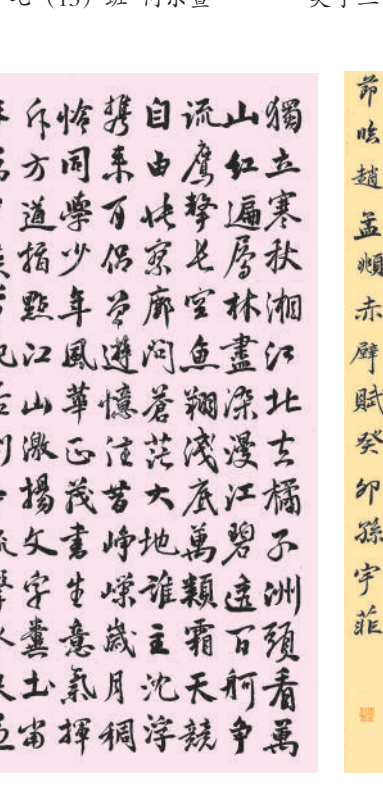 (13) 班
節臨趙孟頫赤壁賦癸卯孫宇菲
獨立寒秋湘江北去橘子洲頭看萬
山紅遍層林盡染漫江碧透百舸争
流鷹擊長空魚翔淺底萬類霜天競
自由悵寥廓問蒼茫大地誰主沈浮
携来百侣曾遊憶往昔崢嶸歲月稠
恰同學少年風華正茂書生意氣揮
斥方遒指點江山激揚文字糞土當